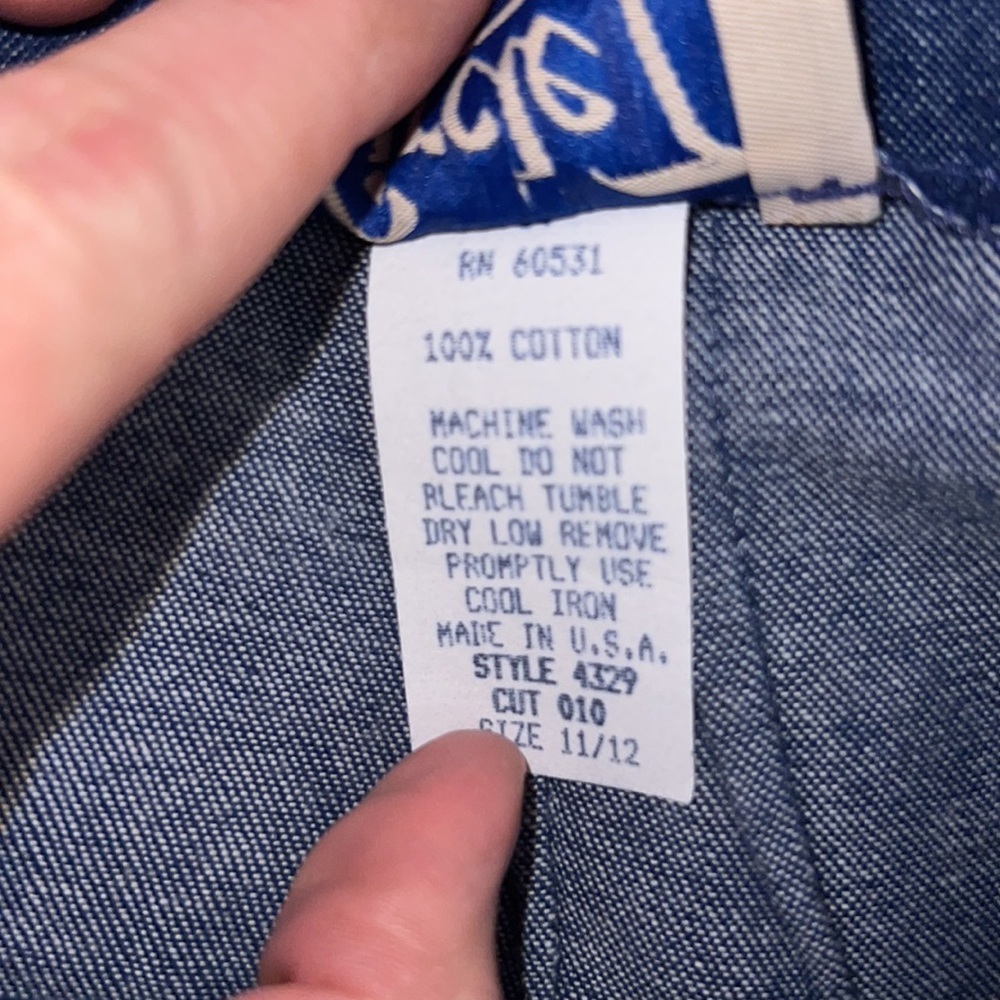 RN 60531
100% COTTON
MACHINE WASH
COOL DO NOT
BLEACH TUMBLE
DRY LOW REMOVE
PROMPTLY USE
COOL IRON
MADE IN U.S.A.
STYLE 4329
CUT 010
SIZE 11/12